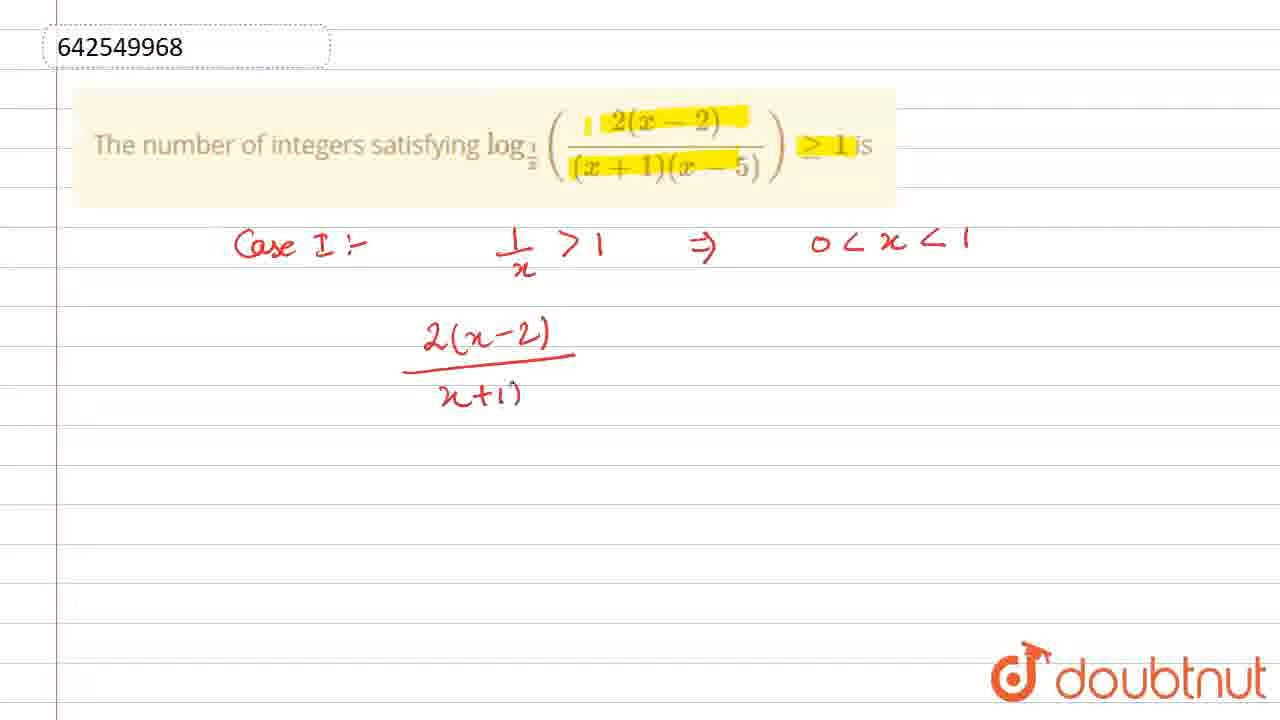 642549968
The number of integers satisfying log_{1/x} (2(x − 2) / (x + 1)(x − 5)) ≥ 1 is
Case I :- 1/x > 1 ⇒ 0 < x < 1
2(x-2)
x+1)
doubtnut